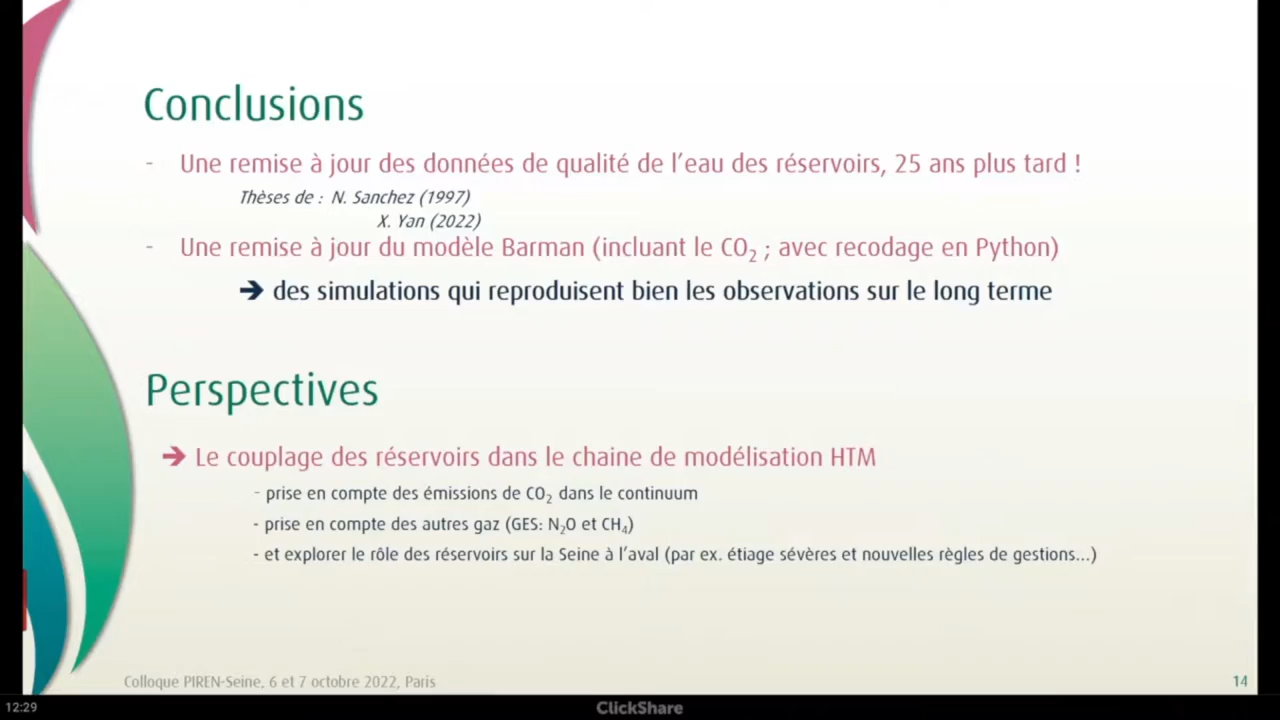 Conclusions
- Une remise à jour des données de qualité de l'eau des réservoirs, 25 ans plus tard !
Thèses de : N. Sanchez (1997)
X. Yan (2022)
- Une remise à jour du modèle Barman (incluant le CO₂ ; avec recodage en Python)
➔ des simulations qui reproduisent bien les observations sur le long terme
Perspectives
➔ Le couplage des réservoirs dans le chaine de modélisation HTM
- prise en compte des émissions de CO₂ dans le continuum
- prise en compte des autres gaz (GES: N₂O et CH₄)
- et explorer le rôle des réservoirs sur la Seine à l'aval (par ex. étiage sévères et nouvelles règles de gestions...)
Colloque PIREN-Seine, 6 et 7 octobre 2022, Paris
14
12:29
ClickShare